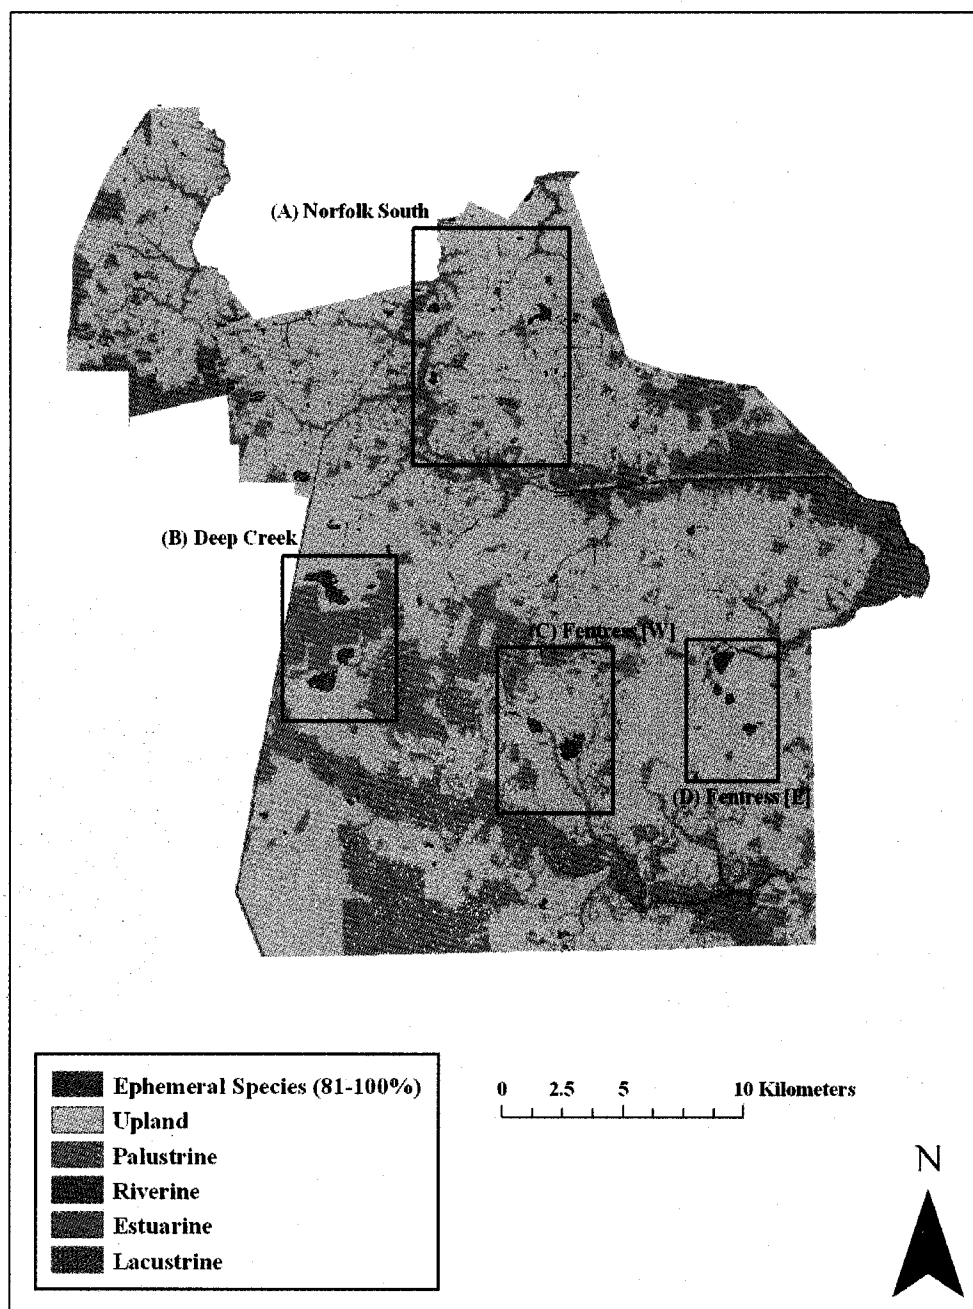 (A) Norfolk South
(B) Deep Creek
(C) Fentress [W]
(D) Fentress [E]
Ephemeral Species (81-100%)
Upland
Palustrine
Riverine
Estuarine
Lacustrine
0 2.5 5 10 Kilometers
N